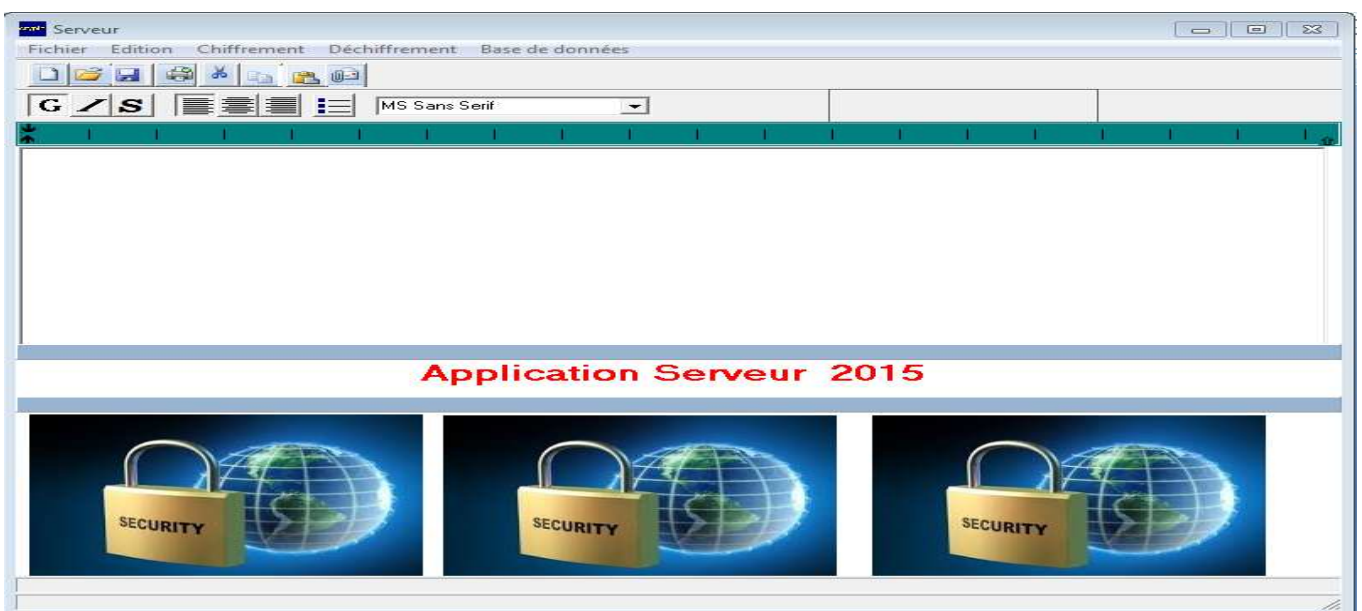 Serveur
Fichier Edition Chiffrement Déchiffrement Base de données
G I S MS Sans Serif
Application Serveur 2015
SECURITY SECURITY SECURITY